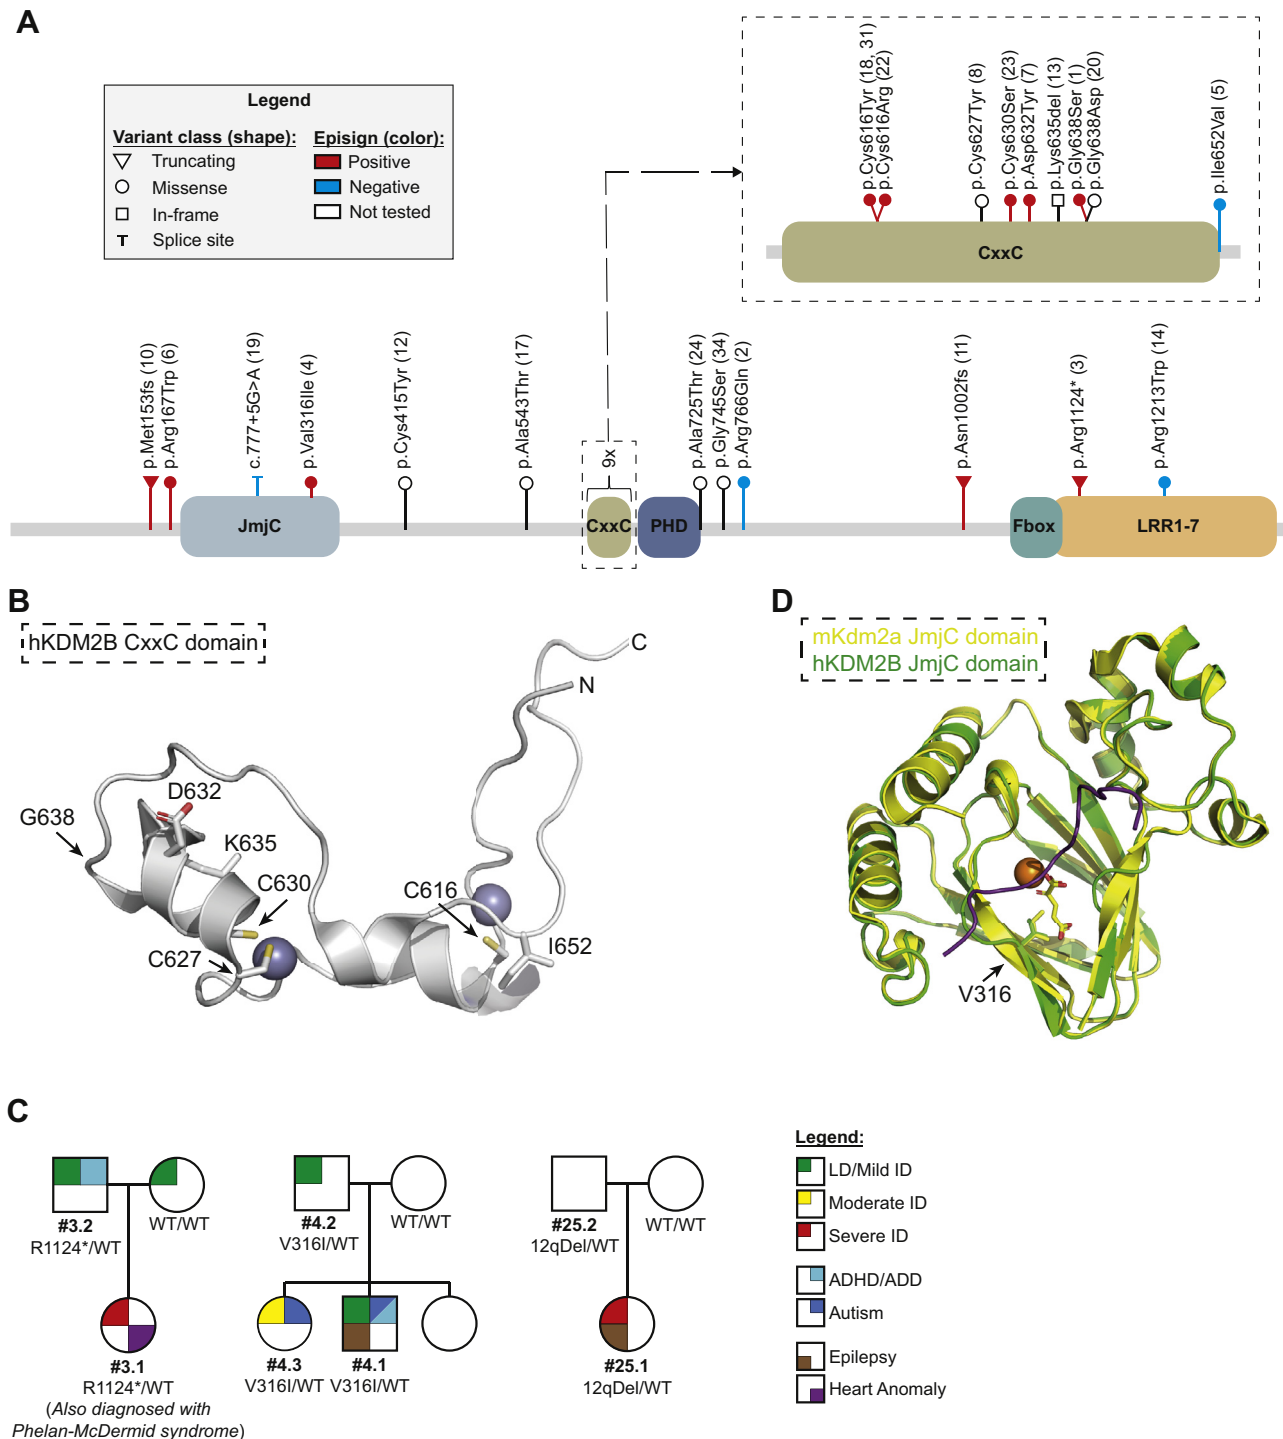 A
Legend
Variant class (shape):
Truncating
Missense
In-frame
Splice site
Episign (color):
Positive
Negative
Not tested
p.Cys616Tyr (18, 31)
p.Cys616Arg (22)
p.Cys627Tyr (8)
p.Cys630Ser (23)
p.Asp632Tyr (7)
p.Lys635del (13)
p.Gly638Ser (1)
p.Gly638Asp (20)
p.Ile652Val (5)
CxxC
p.Met153fs (10)
p.Arg167Trp (6)
c.777+5G>A (19)
p.Val316Ile (4)
p.Cys415Tyr (12)
p.Ala543Thr (17)
9x
p.Ala725Thr (24)
p.Gly745Ser (34)
p.Arg766Gln (2)
p.Asn1002fs (11)
p.Arg1124* (3)
p.Arg1213Trp (14)
JmjC
CxxC
PHD
Fbox
LRR1-7
B
hKDM2B CxxC domain
C
N
D632
G638
K635
C630
C616
C627
I652
D
mKdm2a JmjC domain
hKDM2B JmjC domain
V316
C
#3.2
R1124*/WT
WT/WT
#3.1
R1124*/WT
(Also diagnosed with
Phelan-McDermid syndrome)
#4.2
V316I/WT
WT/WT
#4.3
V316I/WT
#4.1
V316I/WT
#25.2
12qDel/WT
WT/WT
#25.1
12qDel/WT
Legend:
LD/Mild ID
Moderate ID
Severe ID
ADHD/ADD
Autism
Epilepsy
Heart Anomaly